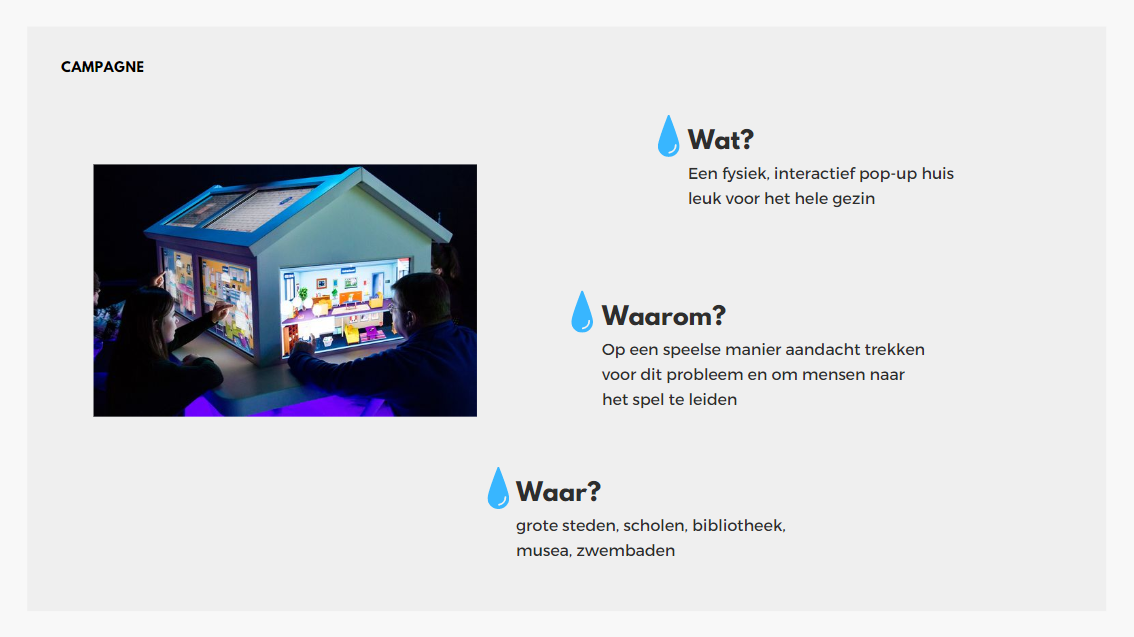 CAMPAGNE
Wat?
Een fysiek, interactief pop-up huis
leuk voor het hele gezin
Waarom?
Op een speelse manier aandacht trekken
voor dit probleem en om mensen naar
het spel te leiden
Waar?
grote steden, scholen, bibliotheek,
musea, zwembaden